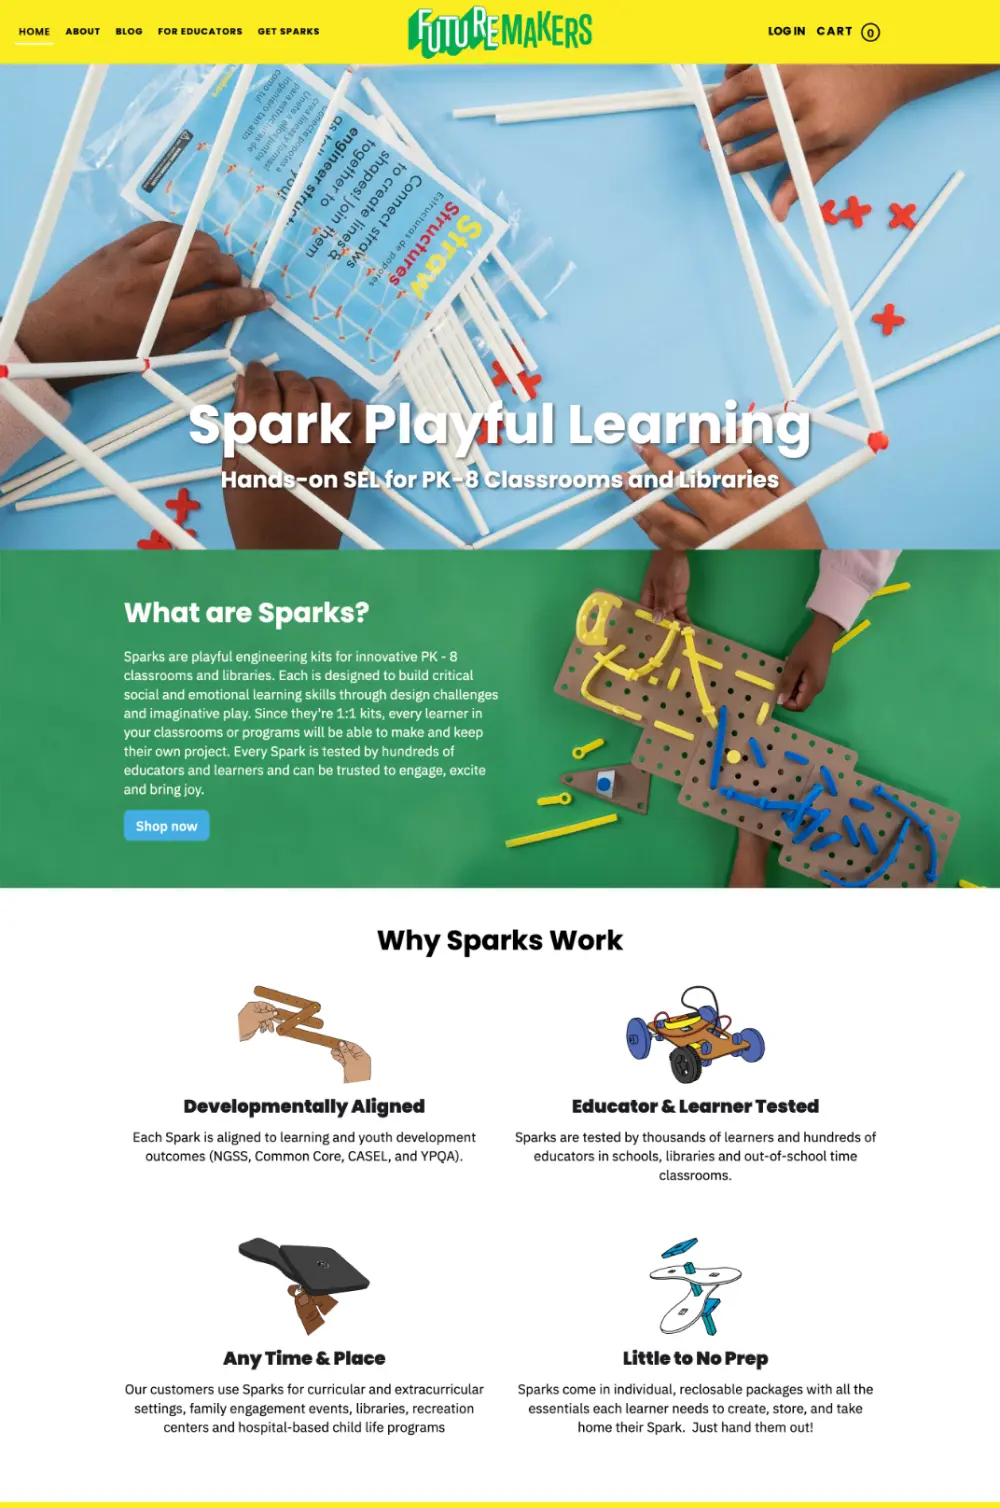 HOME
ABOUT
BLOG
FOR EDUCATORS
GET SPARKS
FUTUREMAKERS
LOG IN
CART
0
Straw
Structures
Estructuras de popotes
Connect straws
to create lines &
shapes! Join them
together to
engineer
as tall
you!
Spark Playful Learning
Hands-on SEL for PK-8 Classrooms and Libraries
What are Sparks?
Sparks are playful engineering kits for innovative PK - 8
classrooms and libraries. Each is designed to build critical
social and emotional learning skills through design challenges
and imaginative play. Since they're 1:1 kits, every learner in
your classrooms or programs will be able to make and keep
their own project. Every Spark is tested by hundreds of
educators and learners and can be trusted to engage, excite
and bring joy.
Shop now
Why Sparks Work
Developmentally Aligned
Each Spark is aligned to learning and youth development
outcomes (NGSS, Common Core, CASEL, and YPQA).
Educator & Learner Tested
Sparks are tested by thousands of learners and hundreds of
educators in schools, libraries and out-of-school time
classrooms.
Any Time & Place
Our customers use Sparks for curricular and extracurricular
settings, family engagement events, libraries, recreation
centers and hospital-based child life programs
Little to No Prep
Sparks come in individual, reclosable packages with all the
essentials each learner needs to create, store, and take
home their Spark.  Just hand them out!